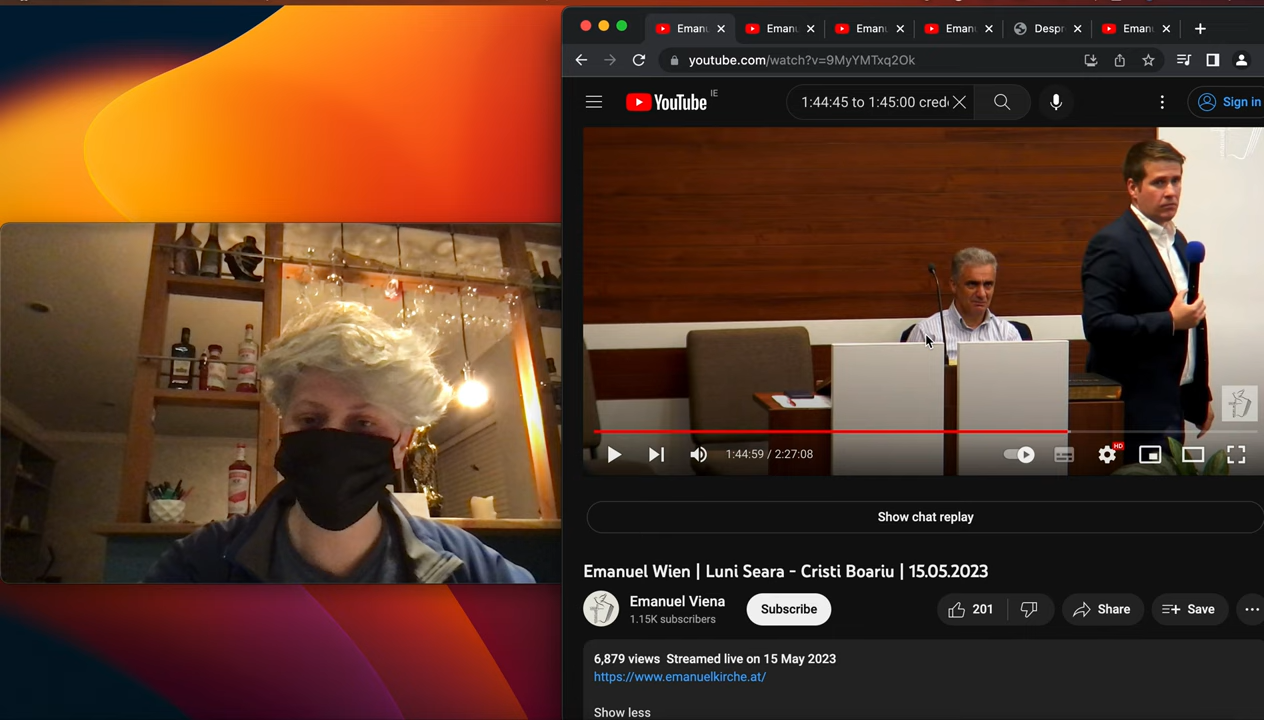 Emanu
Emanu
Emanu
Emanu
Despr
Emanu
youtube.com/watch?v=9MyYMTxq2Ok
YouTube IE
1:44:45 to 1:45:00 cred
Sign in
1:44:59 / 2:27:08
HD
Show chat replay
Emanuel Wien | Luni Seara - Cristi Boariu | 15.05.2023
Emanuel Viena
1.15K subscribers
Subscribe
201
Share
Save
6,879 views Streamed live on 15 May 2023
https://www.emanuelkirche.at/
Show less